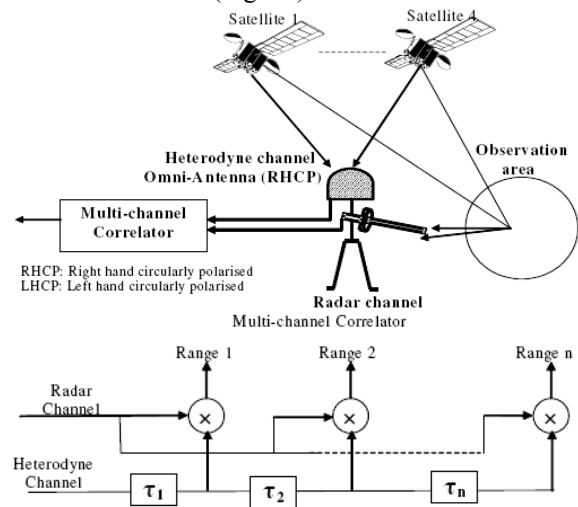 Satellite 1
Satellite 4
Heterodyne channel
Omni-Antenna (RHCP)
Observation
area
Multi-channel
Correlator
RHCP: Right hand circularly polarised
LHCP: Left hand circularly polarised
Radar channel
Multi-channel Correlator
Range 1
Range 2
Range n
Radar
Channel
× × ×
Heterodyne
Channel
τ1 τ2 τn